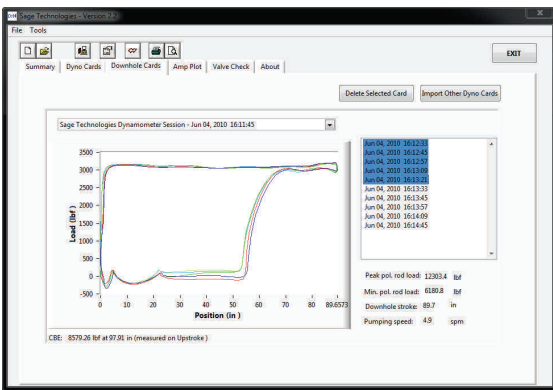 Sage Technologies - Version 2.2
File Tools
EXIT
Summary Dyno Cards Downhole Cards Amp Plot Valve Check About
Delete Selected Card Import Other Dyno Cards
Sage Technologies Dynamometer Session - Jun 04, 2010 16:11:45
Jun 04, 2010 16:12:33
Jun 04, 2010 16:12:45
Jun 04, 2010 16:12:57
Jun 04, 2010 16:13:09
Jun 04, 2010 16:13:21
Jun 04, 2010 16:13:33
Jun 04, 2010 16:13:45
Jun 04, 2010 16:13:57
Jun 04, 2010 16:14:09
Jun 04, 2010 16:14:45
3500
3000
2500
2000
1500
1000
500
0
-500
Load (lbf )
0 10 20 30 40 50 60 70 80 89.6573
Position (in )
Peak pol. rod load: 12303.4 lbf
Min. pol. rod load: 6180.8 lbf
Downhole stroke: 89.7 in
Pumping speed: 4.9 spm
CBE: 8579.26 lbf at 97.91 in (measured on Upstroke )